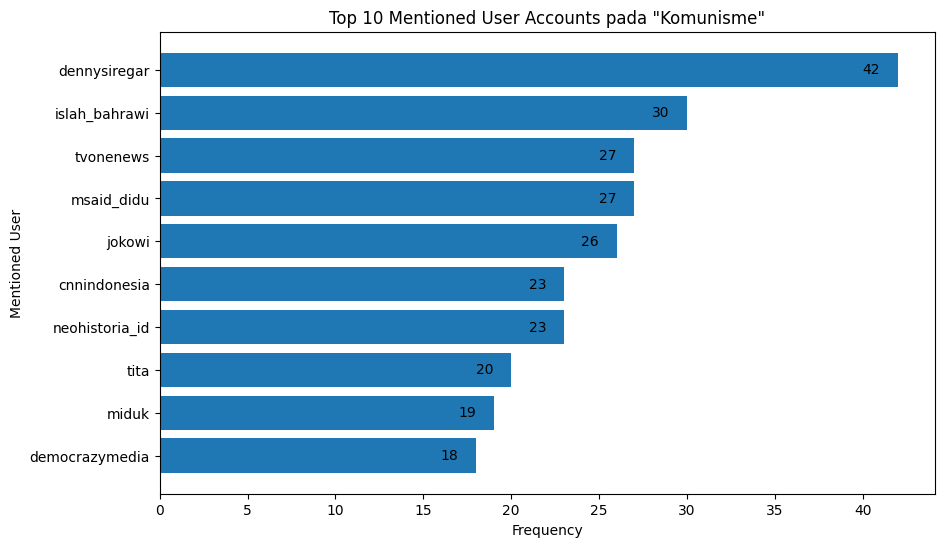 Top 10 Mentioned User Accounts pada "Komunisme"
Mentioned User
dennysiregar 42
islah_bahrawi 30
tvonenews 27
msaid_didu 27
jokowi 26
cnnindonesia 23
neohistoria_id 23
tita 20
miduk 19
democrazymedia 18
0 5 10 15 20 25 30 35 40
Frequency